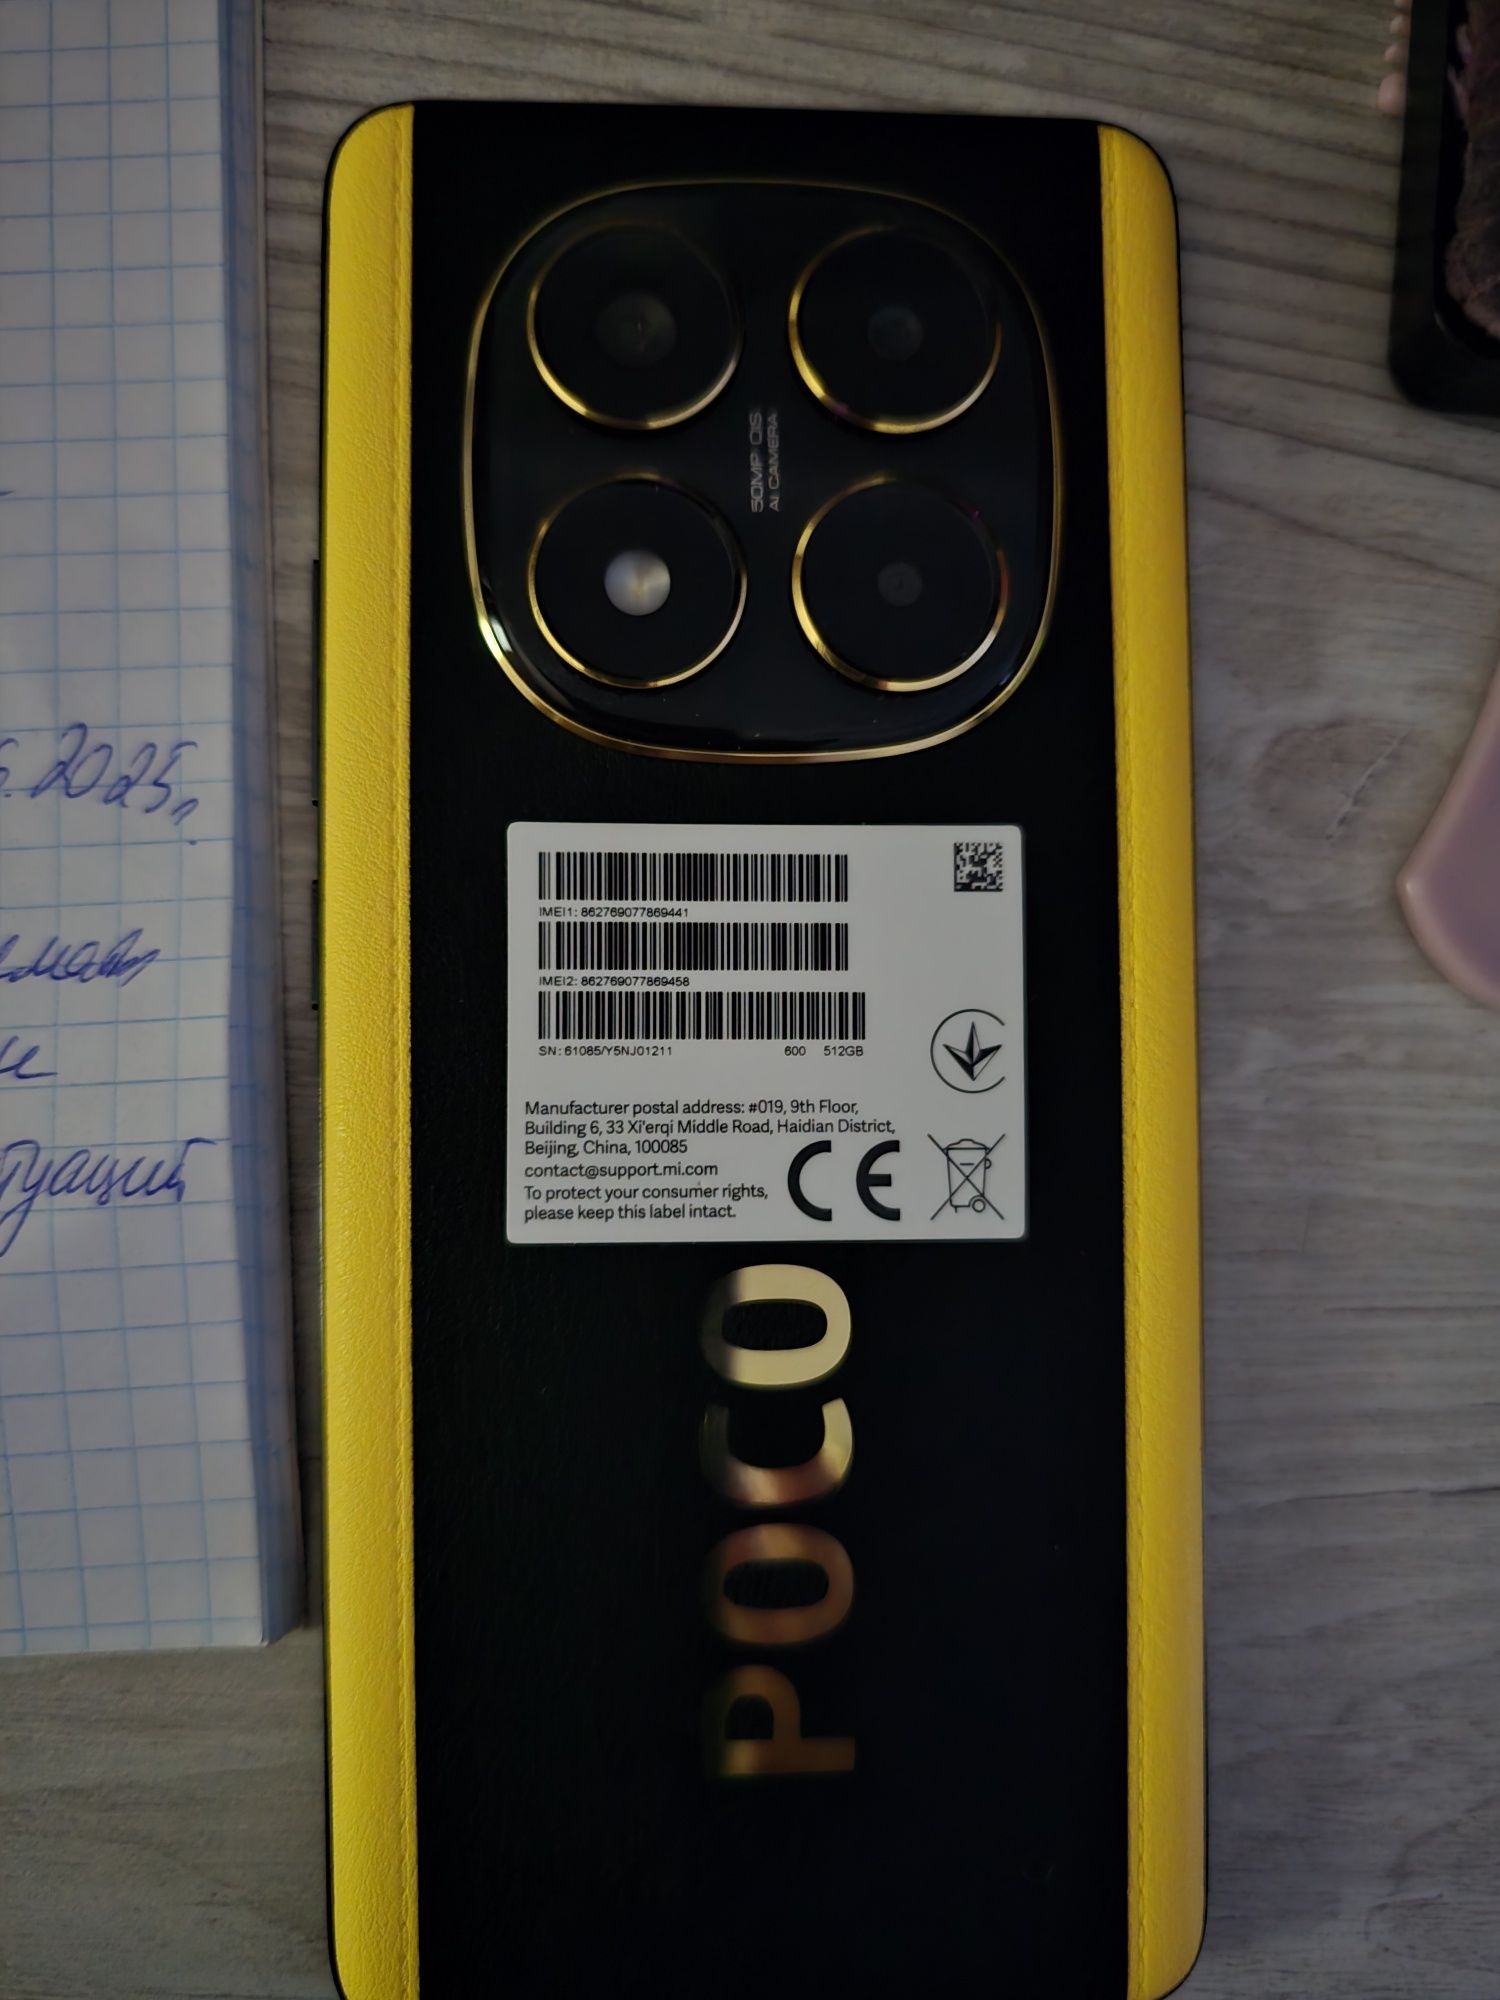 50MP OIS
AI CAMERA
IMEI1: 862769077869441
IMEI2: 862769077869458
SN: 61085/Y5NJ01211 600 512GB
Manufacturer postal address: #019, 9th Floor,
Building 6, 33 Xi'erqi Middle Road, Haidian District,
Beijing, China, 100085
contact@support.mi.com
To protect your consumer rights,
please keep this label intact.
CE
POCO
2025г.
туаций